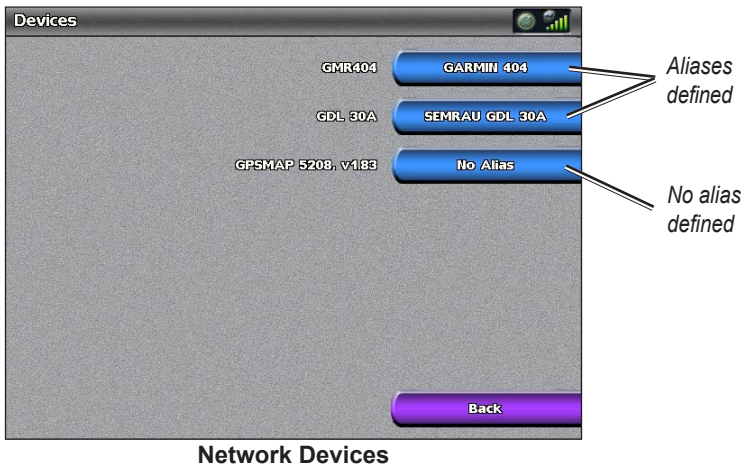 Devices
GMR404 GARMIN 404
GDL 30A SEMRAU GDL 30A
GPSMAP 5208, v1.83 No Alias
Back
Aliases
defined
No alias
defined
Network Devices